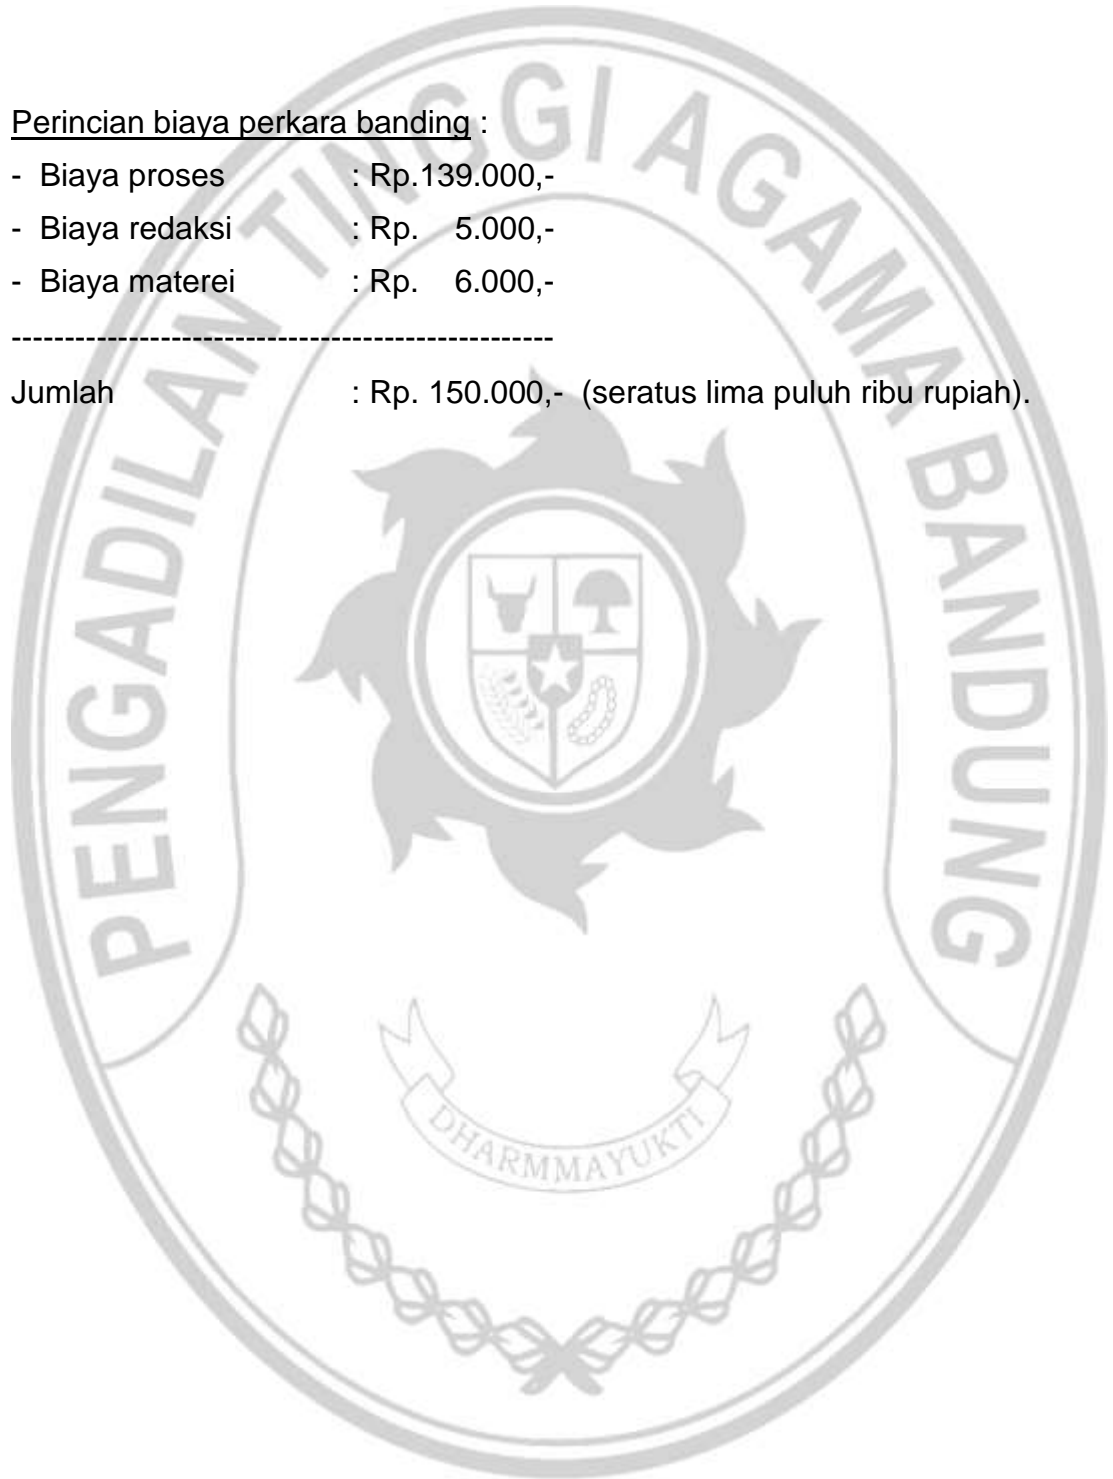 Perincian biaya perkara banding :
- Biaya proses : Rp.139.000,-
- Biaya redaksi : Rp. 5.000,-
- Biaya materei : Rp. 6.000,-
---------------------------------------------------
Jumlah : Rp. 150.000,- (seratus lima puluh ribu rupiah).
PENGADILAN TINGGI AGAMA BANDUNG
DHARMMAYUKTI